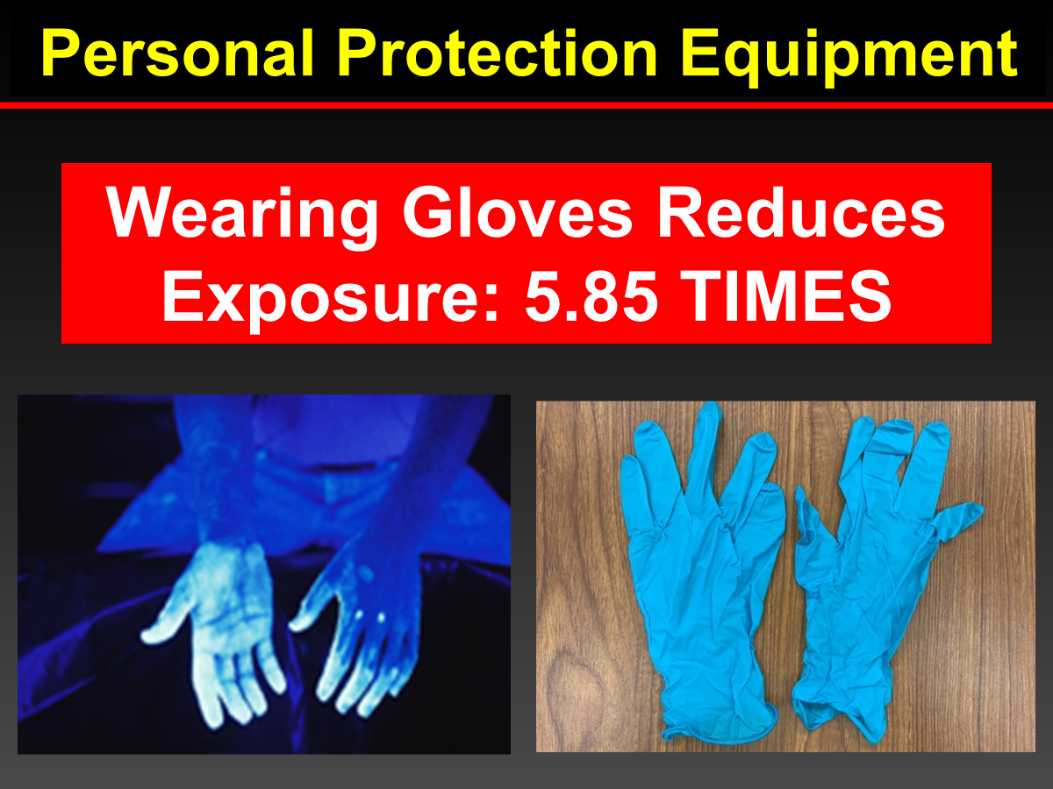 Personal Protection Equipment
Wearing Gloves Reduces
Exposure: 5.85 TIMES